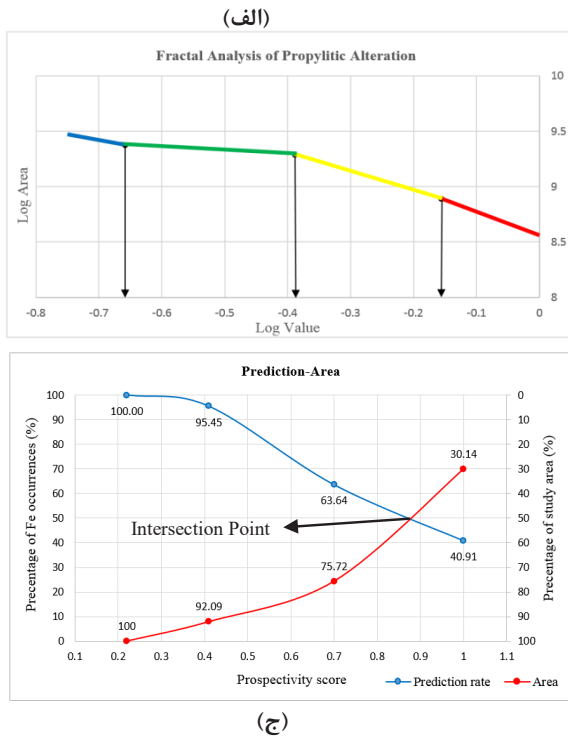 (الف)
Fractal Analysis of Propylitic Alteration
10
9.5
9
8.5
8
Log Area
-0.8 -0.7 -0.6 -0.5 -0.4 -0.3 -0.2 -0.1 0
Log Value
Prediction-Area
Precentage of Fe occurrences (%)
100
90
80
70
60
50
40
30
20
10
0
0
10
20
30
40
50
60
70
80
90
100
Precentage of study area (%)
100.00
95.45
63.64
40.91
30.14
75.72
92.09
100
Intersection Point
0.1 0.2 0.3 0.4 0.5 0.6 0.7 0.8 0.9 1 1.1
Prospectivity score
Prediction rate Area
(ج)